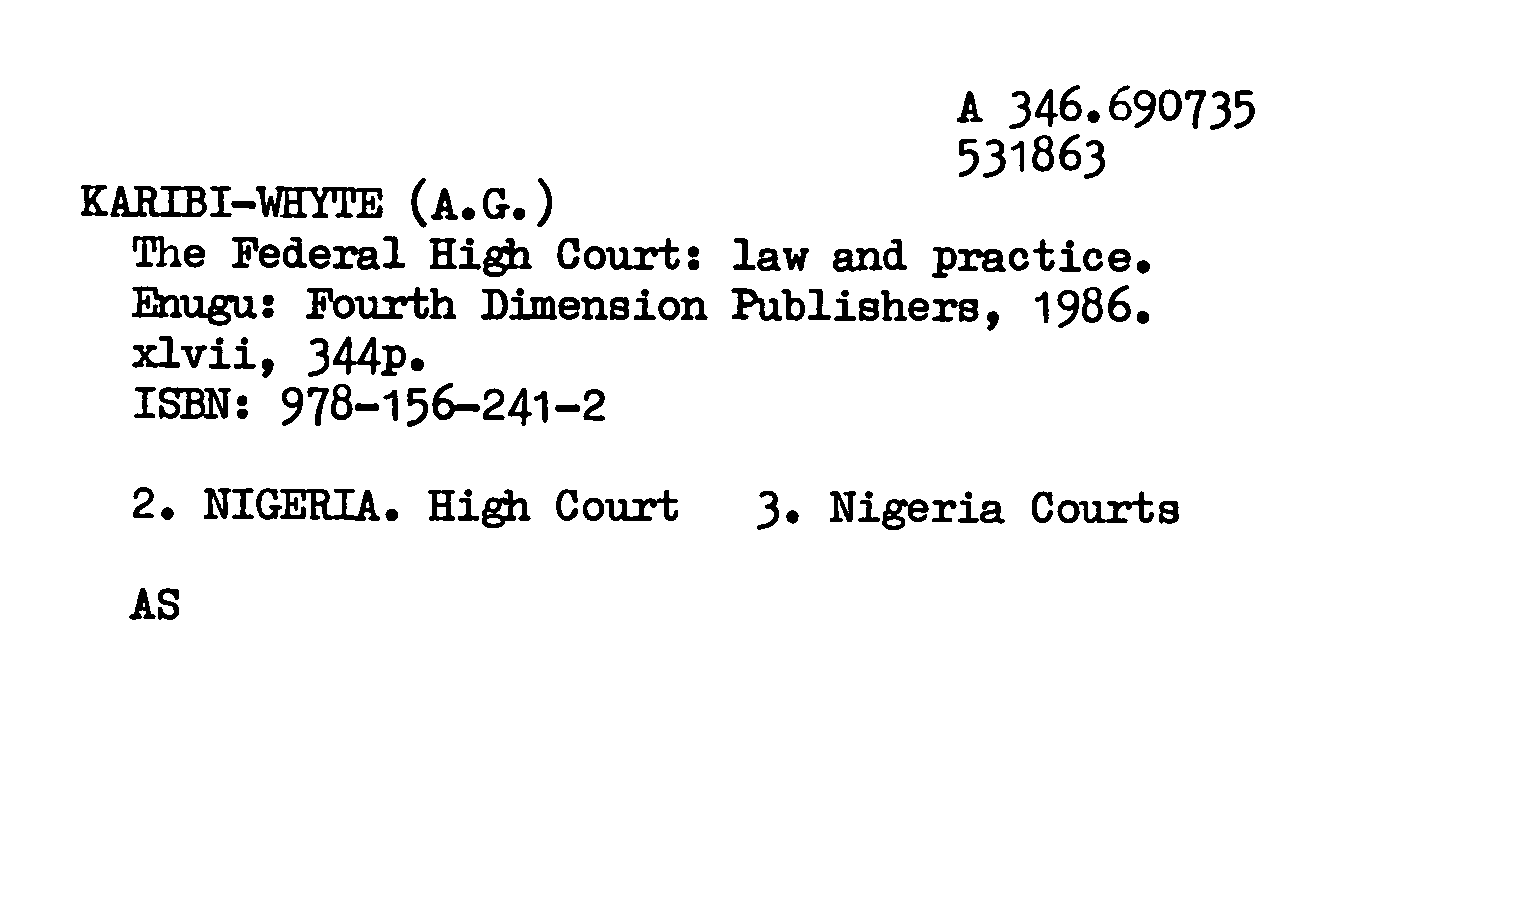 A 346.690735
531863
KARIBI-WHYTE (A.G.)
The Federal High Court: law and practice.
Enugu: Fourth Dimension Publishers, 1986.
xlvii, 344p.
ISBN: 978-156-241-2
2. NIGERIA. High Court 3. Nigeria Courts
AS